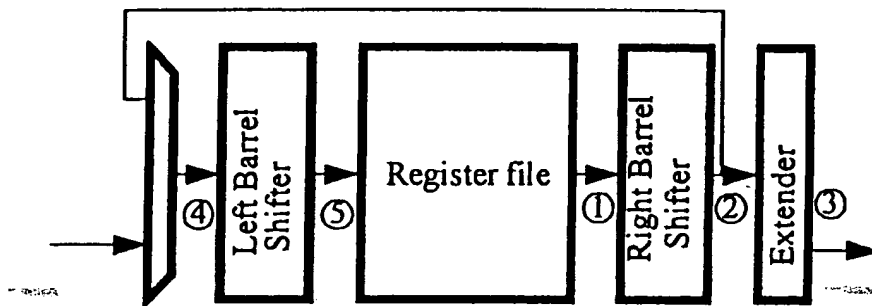 ④
Left Barrel
Shifter
⑤
Register file
①
Right Barrel
Shifter
②
Extender
③